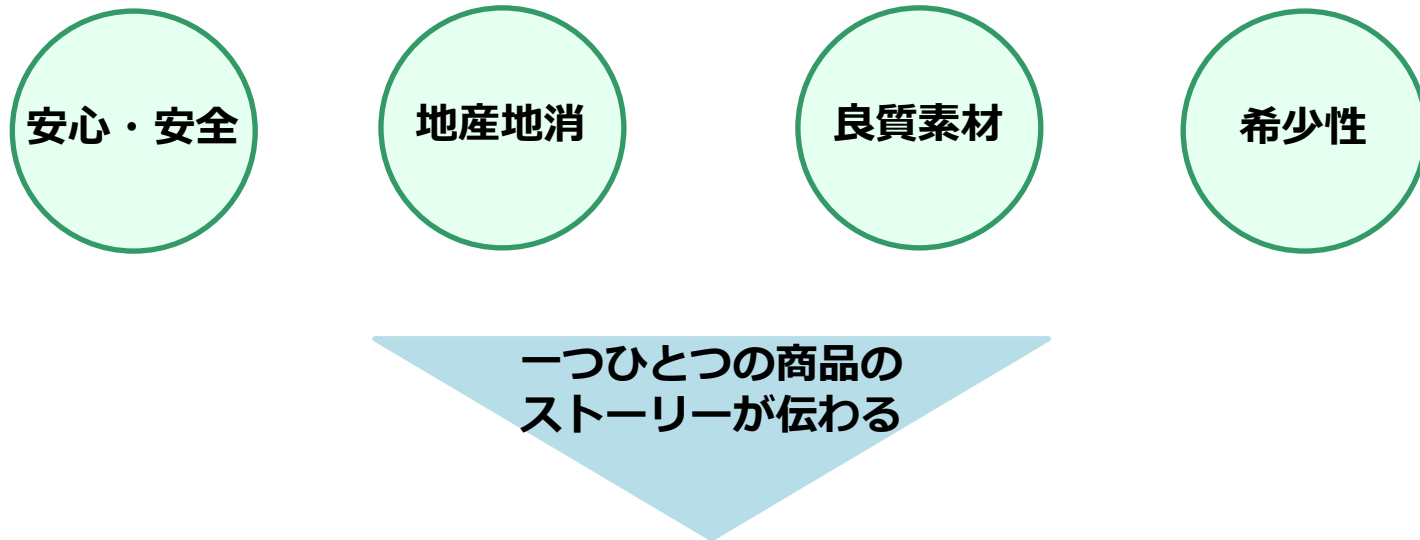 安心・安全
地産地消
良質素材
希少性
一つひとつの商品の
ストーリーが伝わる